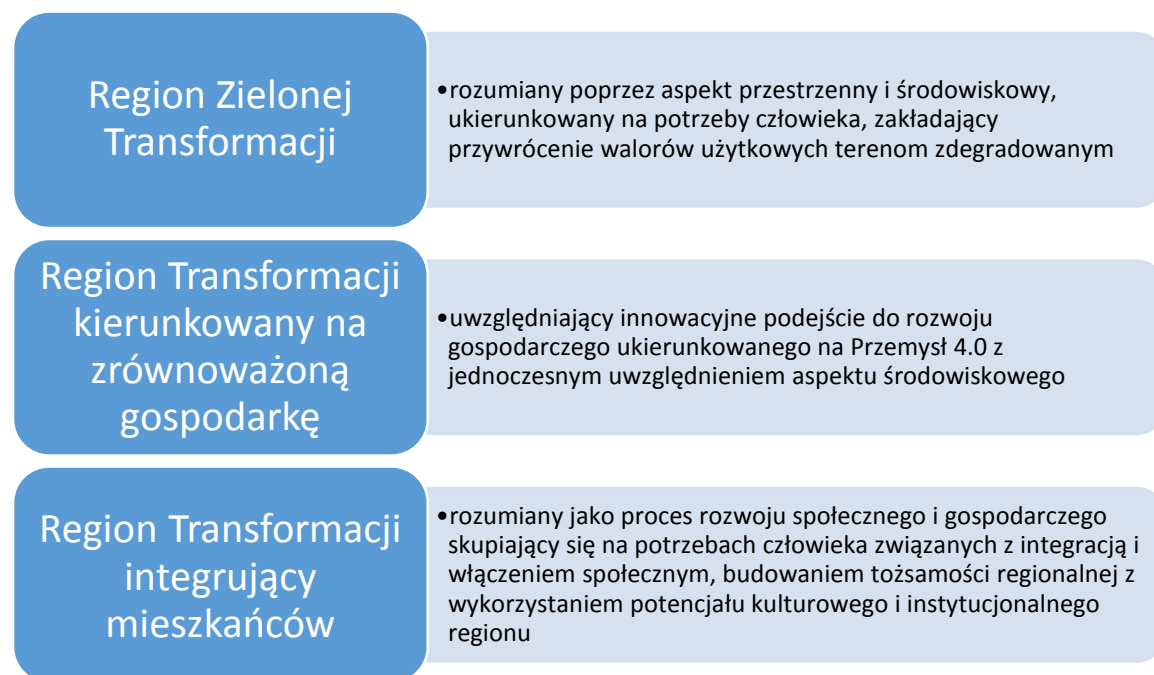 Region Zielonej
Transformacji
•rozumiany poprzez aspekt przestrzenny i środowiskowy,
ukierunkowany na potrzeby człowieka, zakładający
przywrócenie walorów użytkowych terenom zdegradowanym
Region Transformacji
kierunkowany na
zrównoważoną
gospodarkę
•uwzględniający innowacyjne podejście do rozwoju
gospodarczego ukierunkowanego na Przemysł 4.0 z
jednoczesnym uwzględnieniem aspektu środowiskowego
Region Transformacji
integrujący
mieszkańców
•rozumiany jako proces rozwoju społecznego i gospodarczego
skupiający się na potrzebach człowieka związanych z integracją i
włączeniem społecznym, budowaniem tożsamości regionalnej z
wykorzystaniem potencjału kulturowego i instytucjonalnego
regionu